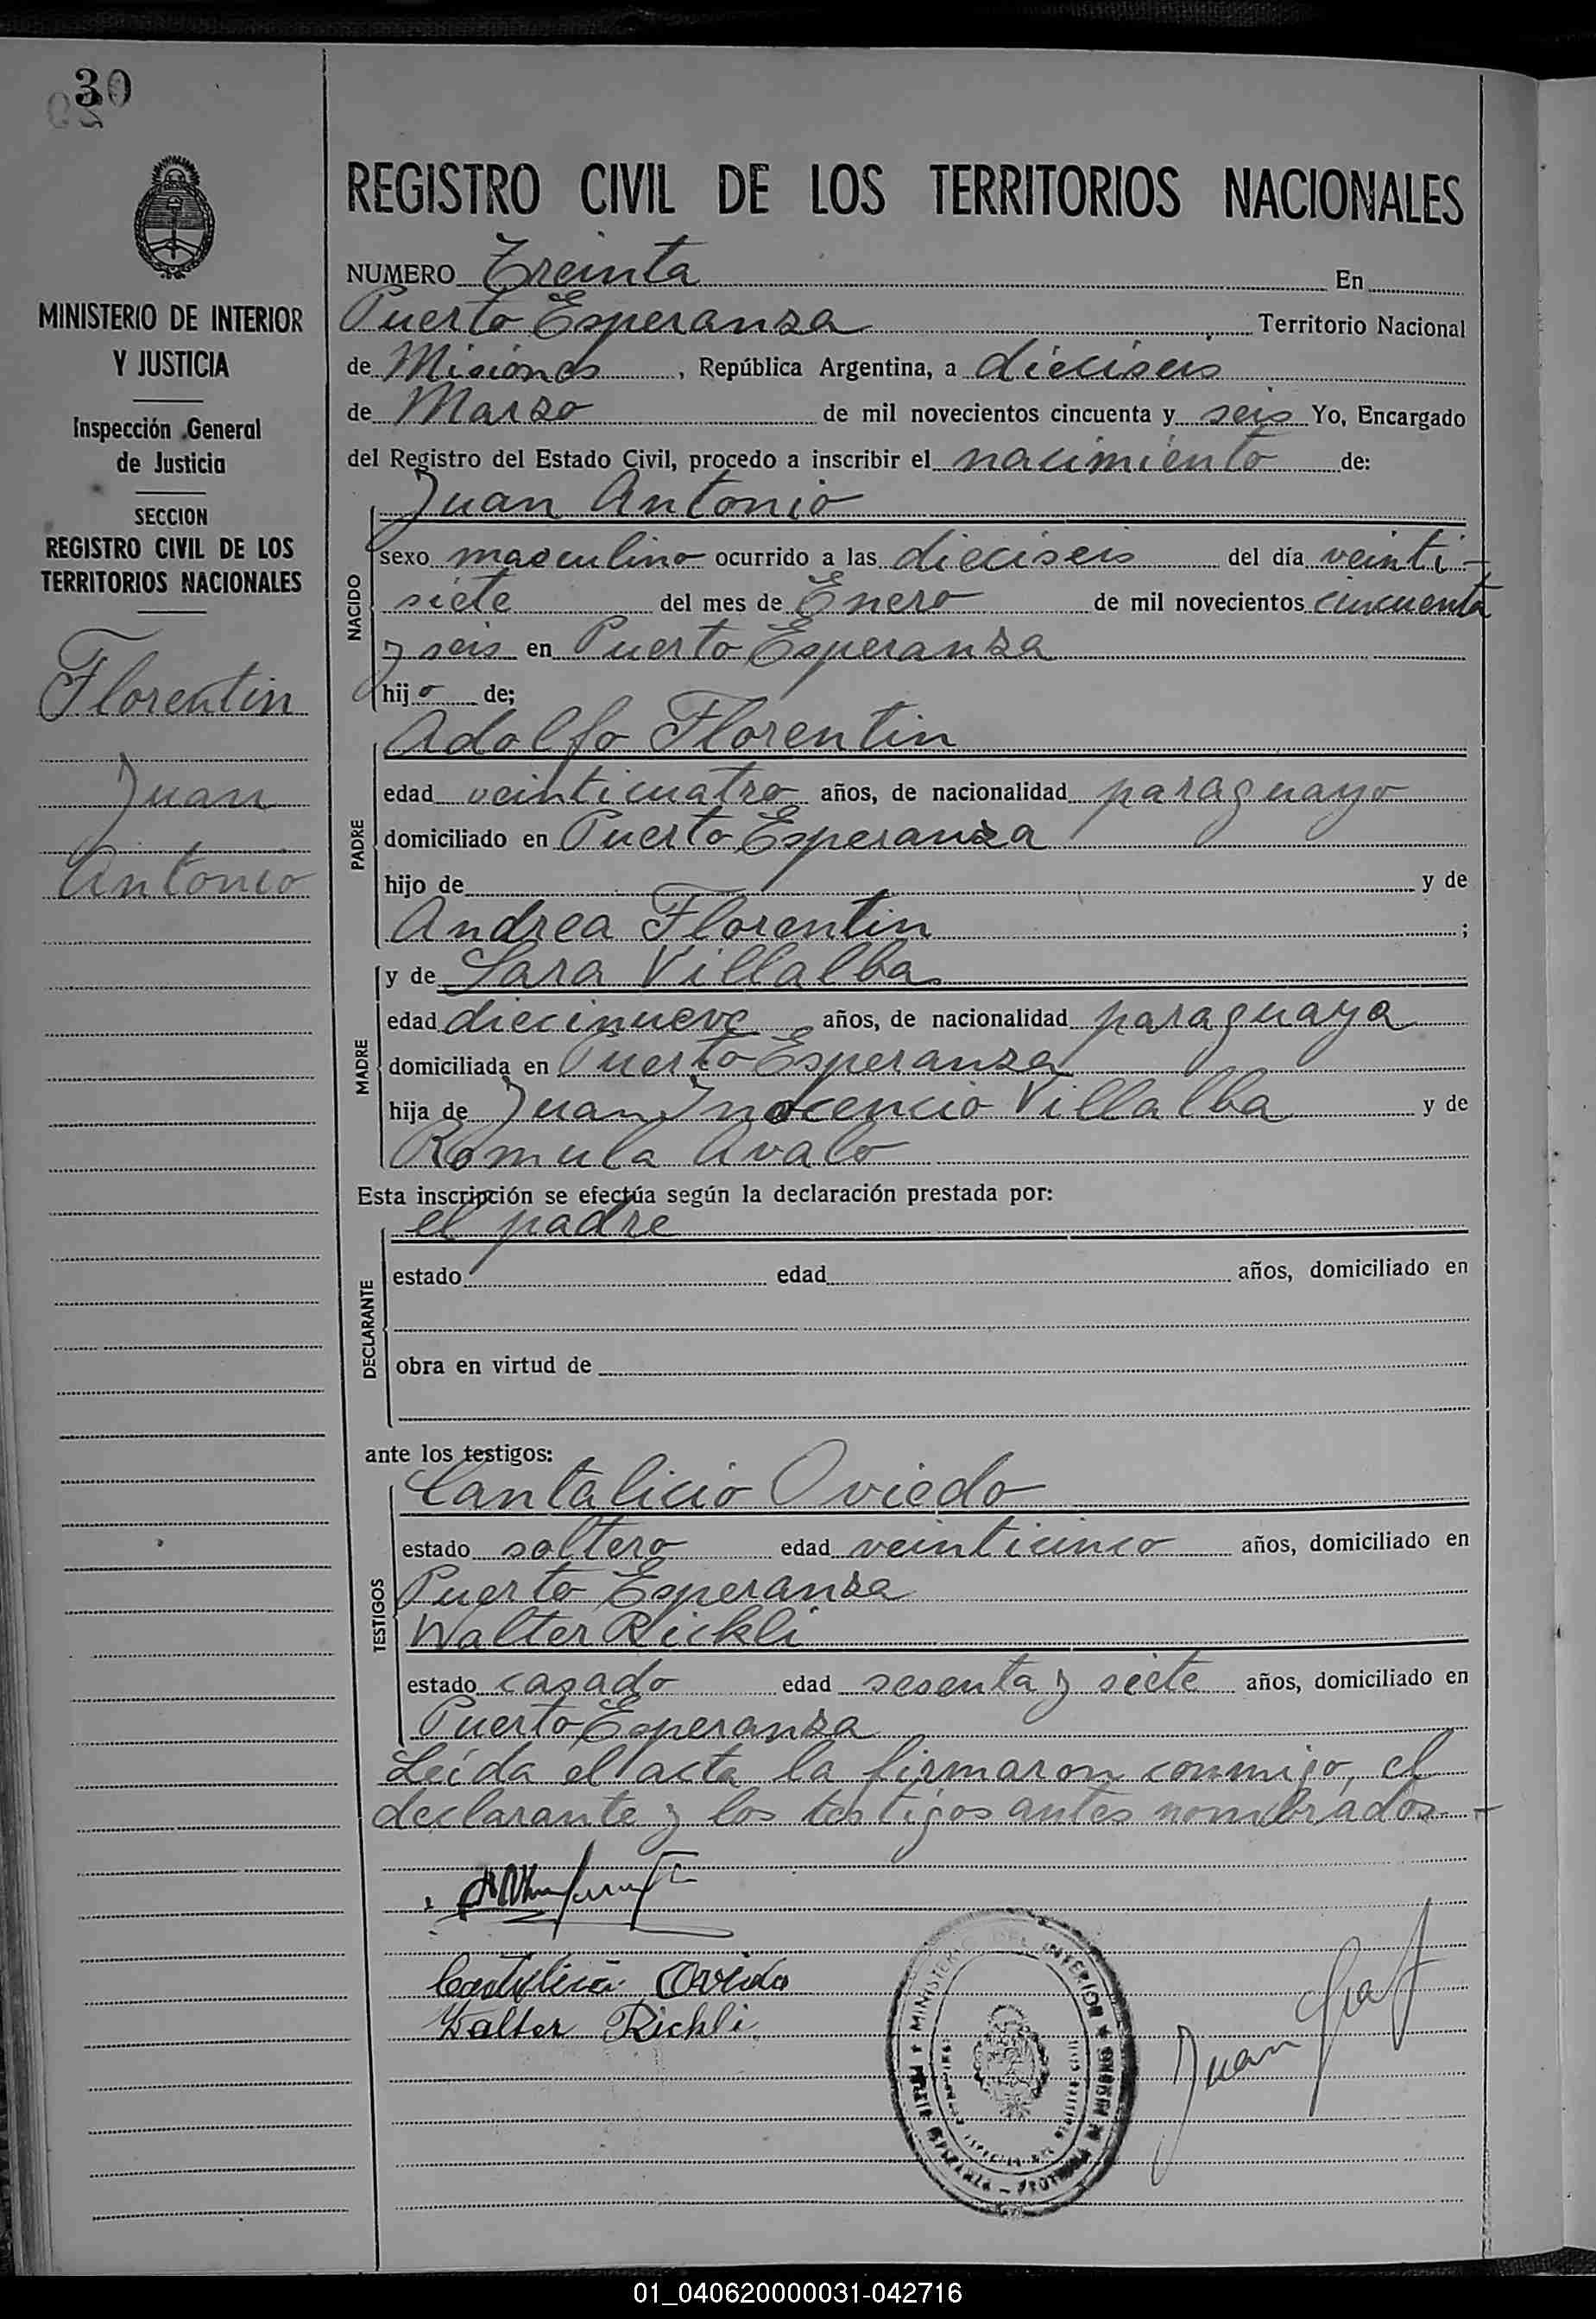 30
MINISTERIO DE INTERIOR
Y JUSTICIA
Inspección General
de Justicia
SECCION
REGISTRO CIVIL DE LOS
TERRITORIOS NACIONALES
Florentin
Juan
Antonio
REGISTRO CIVIL DE LOS TERRITORIOS NACIONALES
NUMERO Treinta En
Puerto Esperanza Territorio Nacional
de Misiones, República Argentina, a dieciseis
de Marzo de mil novecientos cincuenta y seis Yo, Encargado
del Registro del Estado Civil, procedo a inscribir el nacimiento de:
Juan Antonio
NACIDO
sexo masculino ocurrido a las dieciseis del día veinti-
siete del mes de Enero de mil novecientos cincuenta
y seis en Puerto Esperanza
hijo de;
Adolfo Florentin
PADRE
edad veinticuatro años, de nacionalidad paraguayo
domiciliado en Puerto Esperanza
hijo de y de
Andrea Florentin ;
y de Sara Villalba
MADRE
edad diecinueve años, de nacionalidad paraguaya
domiciliada en Puerto Esperanza
hija de Juan Inocencio Villalba y de
Romula Avalo
Esta inscripción se efectúa según la declaración prestada por:
el padre
DECLARANTE
estado edad años, domiciliado en
obra en virtud de
ante los testigos:
Cantalicio Oviedo
TESTIGOS
estado soltero edad veinticinco años, domiciliado en
Puerto Esperanza
Walter Rickli
estado casado edad sesenta y siete años, domiciliado en
Puerto Esperanza
Leída el acta la firmaron conmigo, el
declarante y los testigos antes nombrados-
Oviedo
Walter Rickli
Juan
MINISTERIO DEL INTERIOR
01_040620000031-042716